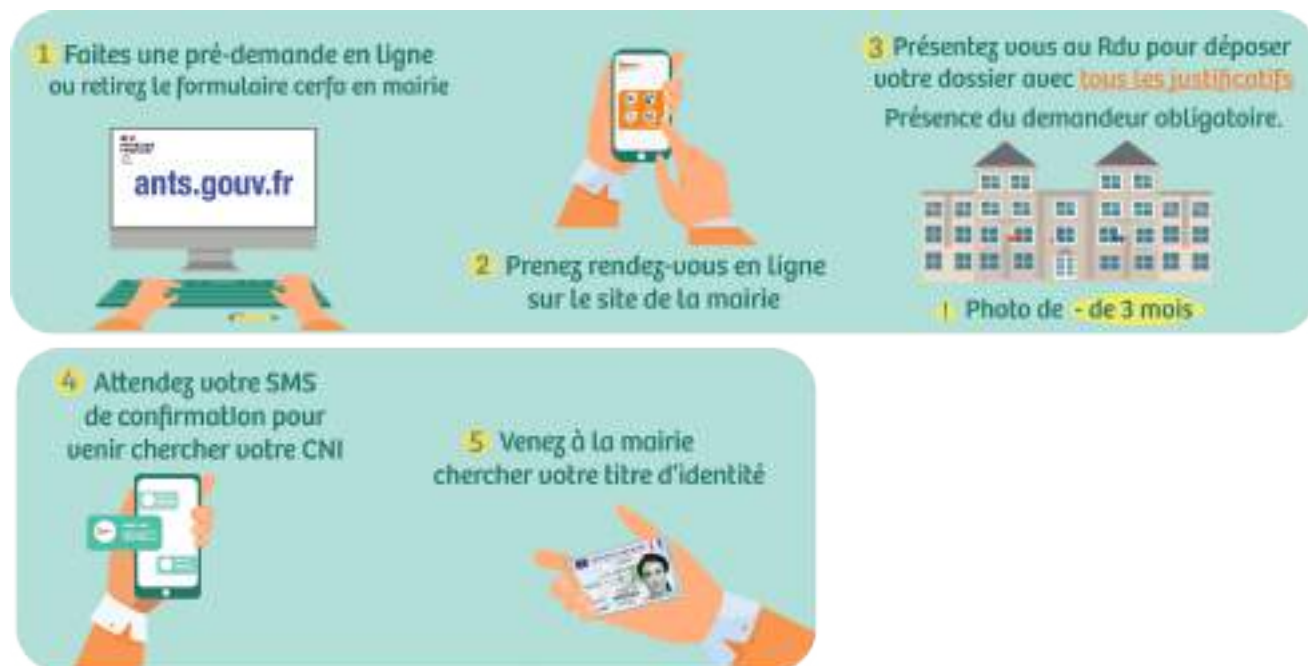 1 Faites une pré-demande en ligne
ou retirez le formulaire cerfa en mairie
ants.gouv.fr
2 Prenez rendez-vous en ligne
sur le site de la mairie
3 Présentez vous au Rdv pour déposer
votre dossier avec tous les justificatifs
Présence du demandeur obligatoire.
! Photo de - de 3 mois
4 Attendez votre SMS
de confirmation pour
venir chercher votre CNI
5 Venez à la mairie
chercher votre titre d'identité